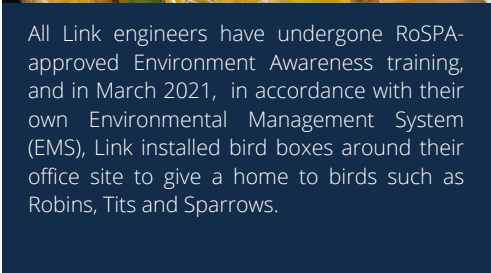 All Link engineers have undergone RoSPA-
approved Environment Awareness training,
and in March 2021, in accordance with their
own Environmental Management System
(EMS), Link installed bird boxes around their
office site to give a home to birds such as
Robins, Tits and Sparrows.